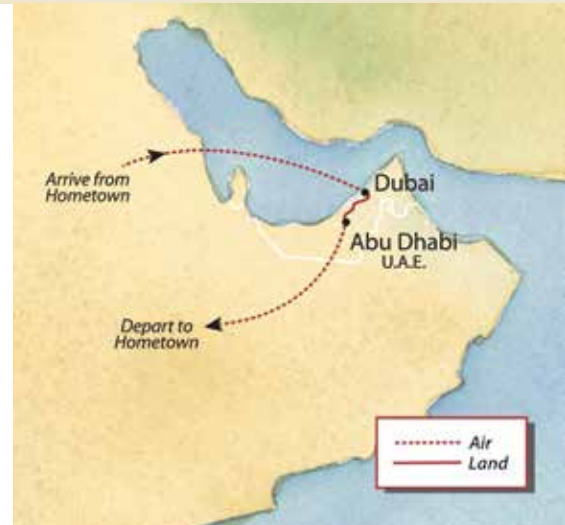 Arrive from
Hometown
Dubai
Abu Dhabi
U.A.E.
Depart to
Hometown
Air
Land